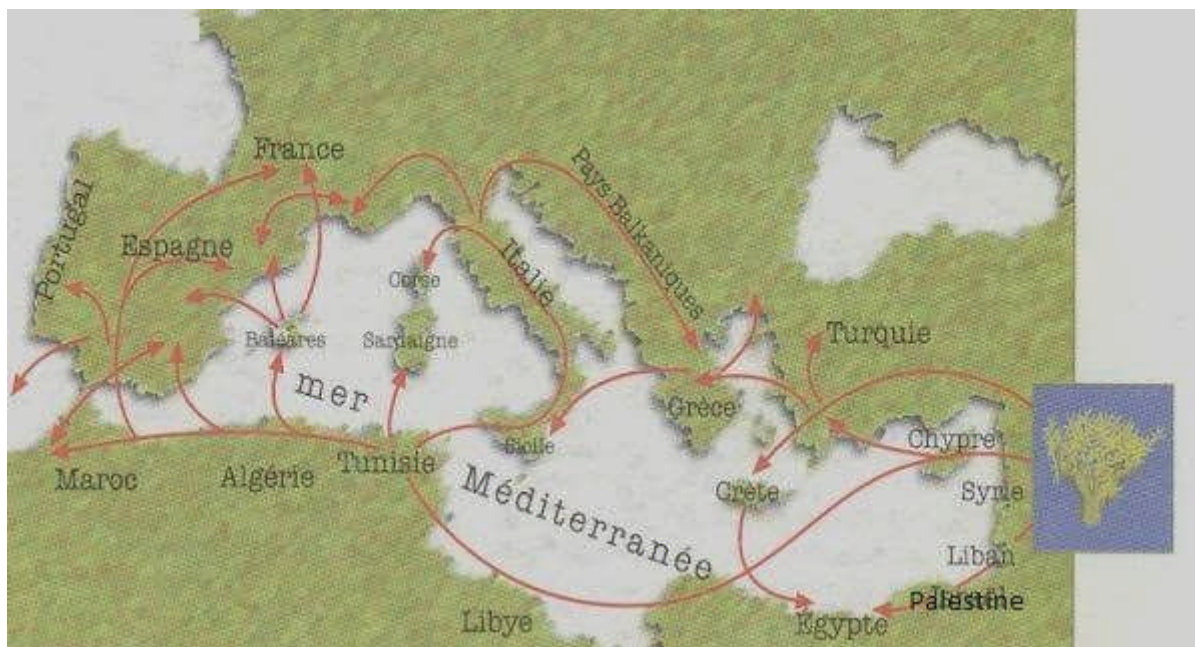 France
Portugal
Espagne
Pays Balkaniques
Italie
Corse
Baléares
Sardaigne
Turquie
mer
Grèce
Sicile
Chypre
Maroc
Algérie
Tunisie
Méditerranée
Crète
Syrie
Liban
Palestine
Libye
Egypte